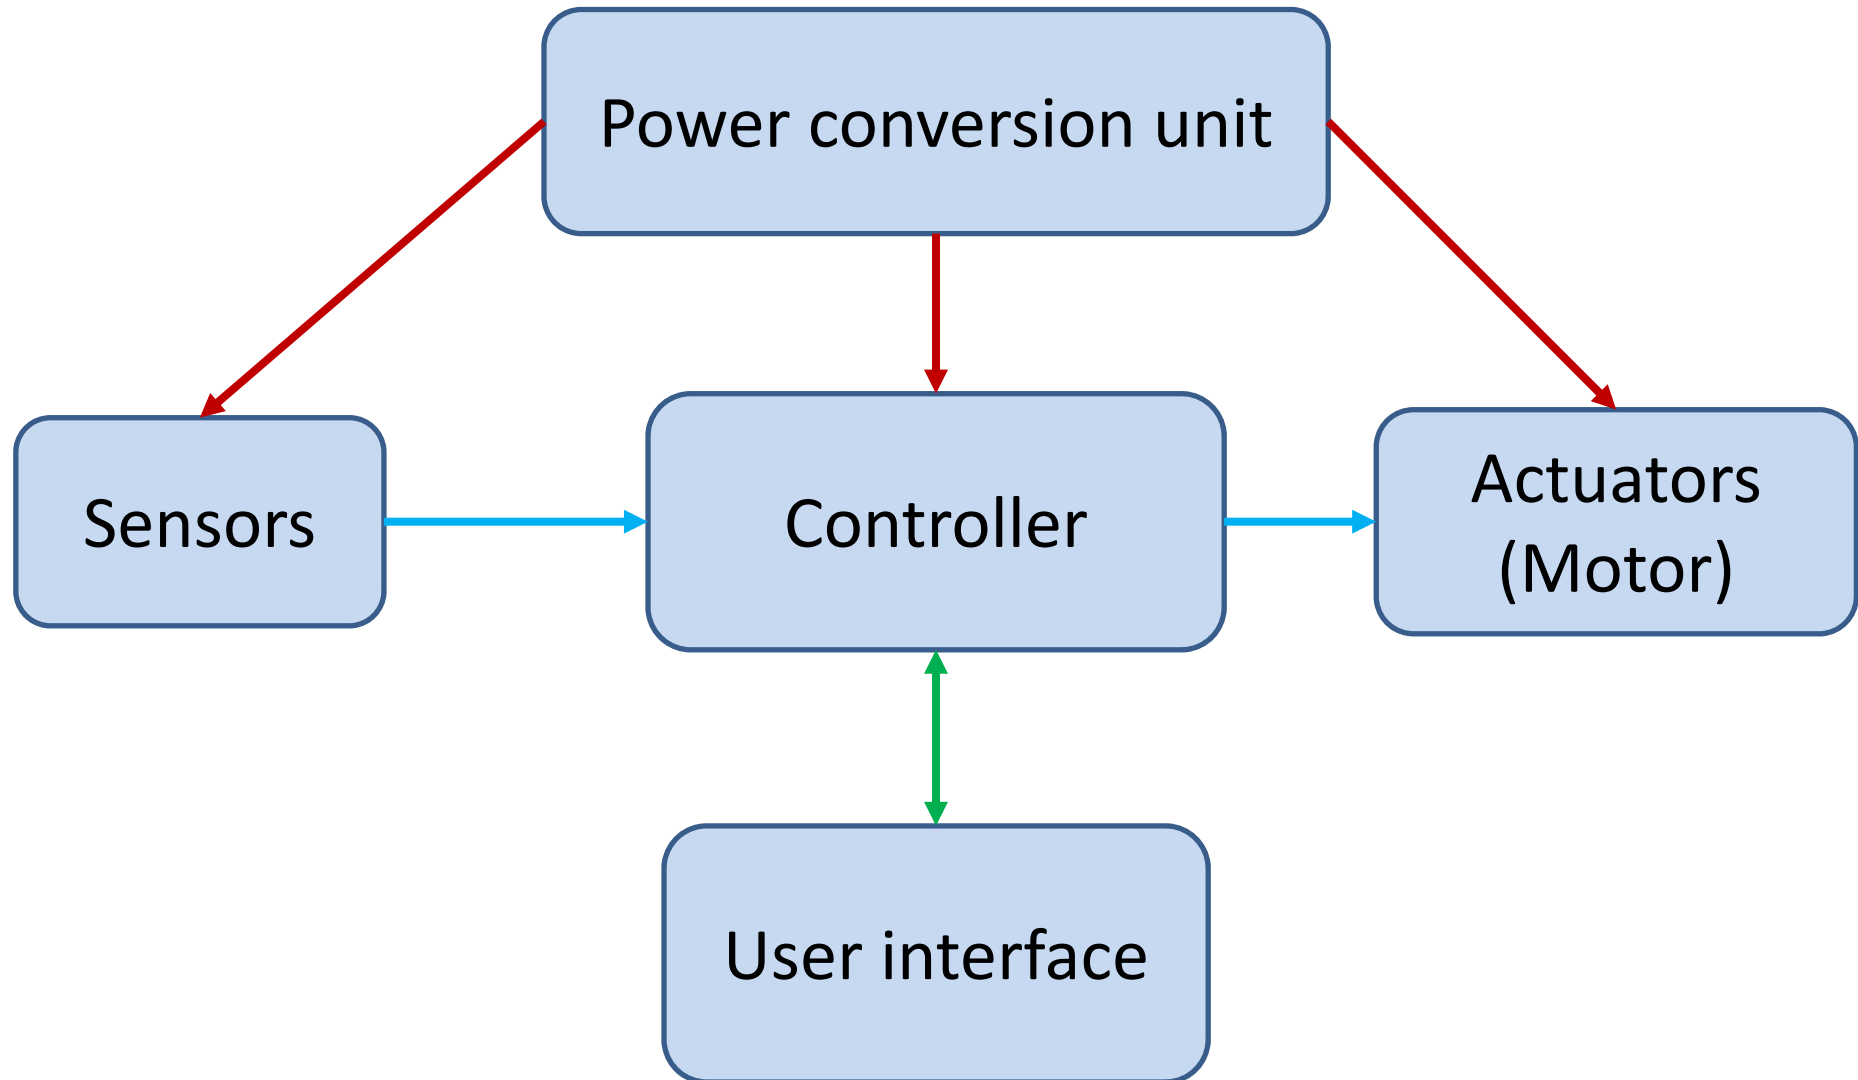 Power conversion unit
Sensors
Controller
Actuators
(Motor)
User interface